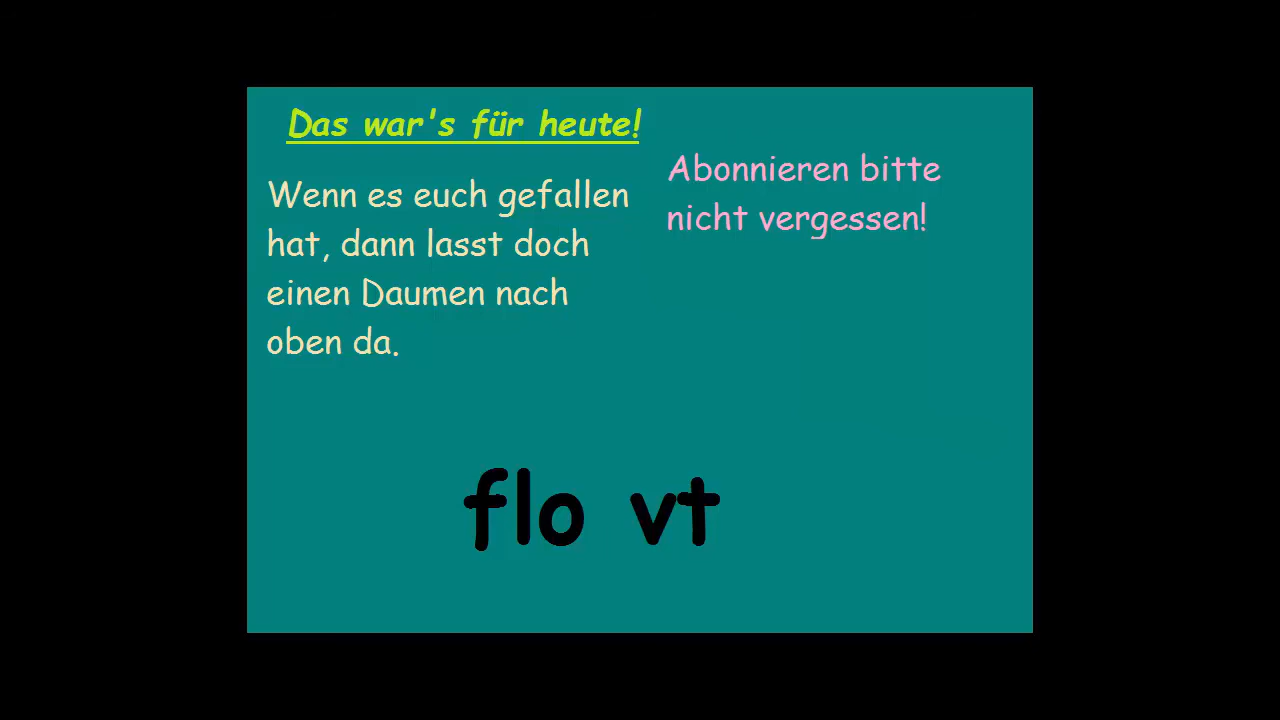 Das war's für heute!
Wenn es euch gefallen
hat, dann lasst doch
einen Daumen nach
oben da.
Abonnieren bitte
nicht vergessen!
flo vt